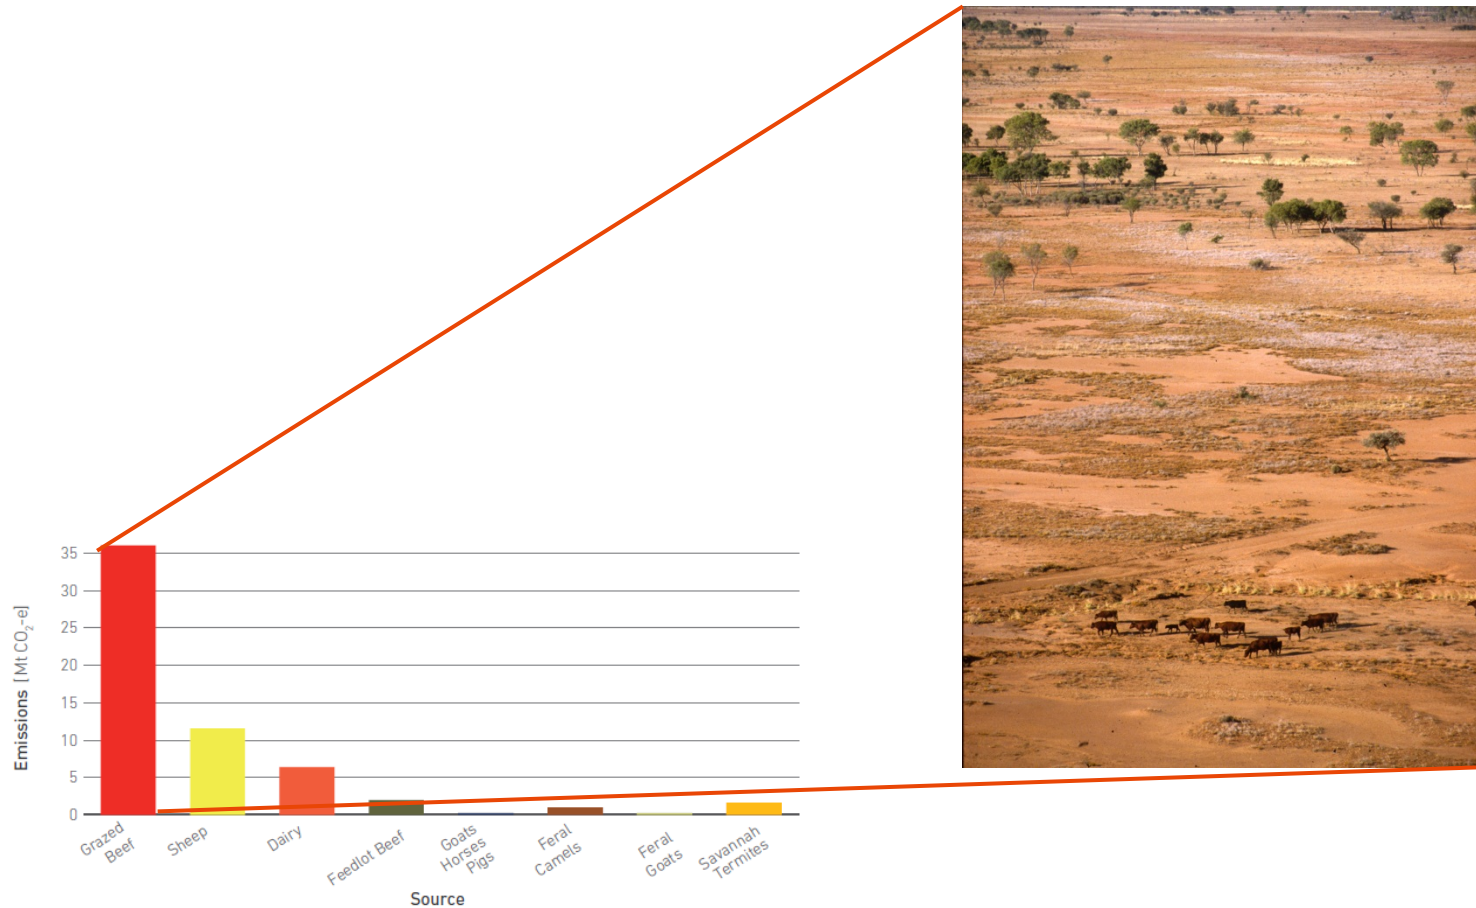 35
30
25
20
15
10
5
0
Emissions [Mt CO₂-e]
Grazed
Beef
Sheep
Dairy
Feedlot Beef
Goats
Horses
Pigs
Feral
Camels
Feral
Goats
Savannah
Termites
Source